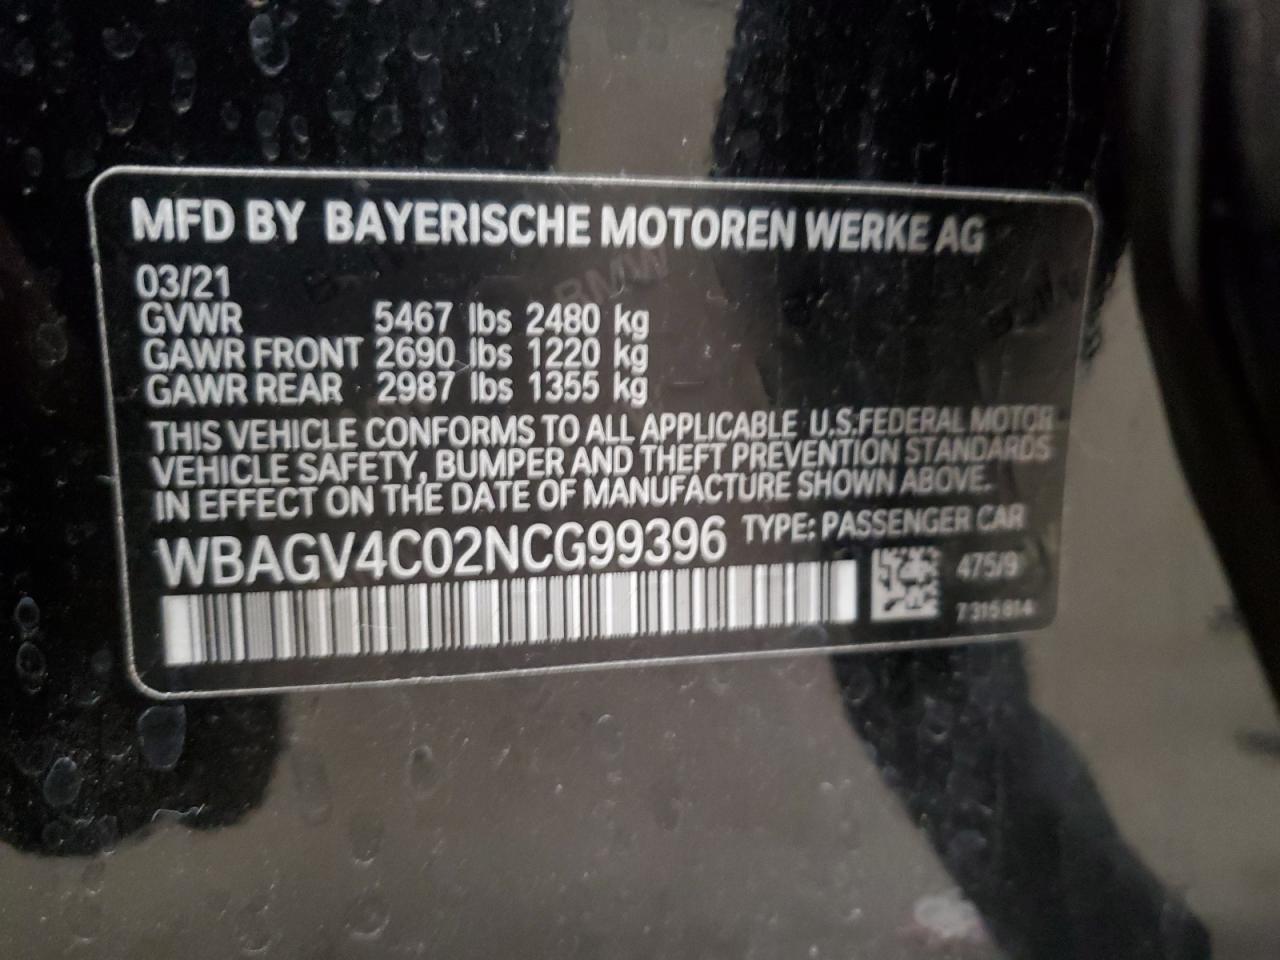 MFD BY BAYERISCHE MOTOREN WERKE AG
03/21
GVWR 5467 lbs 2480 kg
GAWR FRONT 2690 lbs 1220 kg
GAWR REAR 2987 lbs 1355 kg
THIS VEHICLE CONFORMS TO ALL APPLICABLE U.S.FEDERAL MOTOR
VEHICLE SAFETY, BUMPER AND THEFT PREVENTION STANDARDS
IN EFFECT ON THE DATE OF MANUFACTURE SHOWN ABOVE.
WBAGV4C02NCG99396 TYPE: PASSENGER CAR
475/9
7315814
BMW